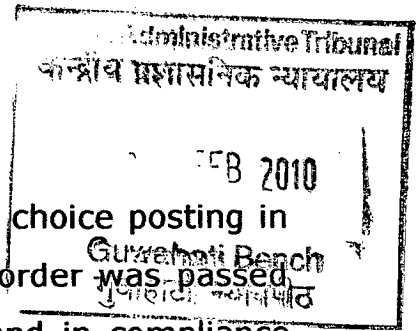 Administrative Tribunal
केन्द्रीय प्रशासनिक न्यायालय
FEB 2010
choice posting in
Guwahati Bench
order was passed
गुवाहाटी न्यायपीठ
and in compliance